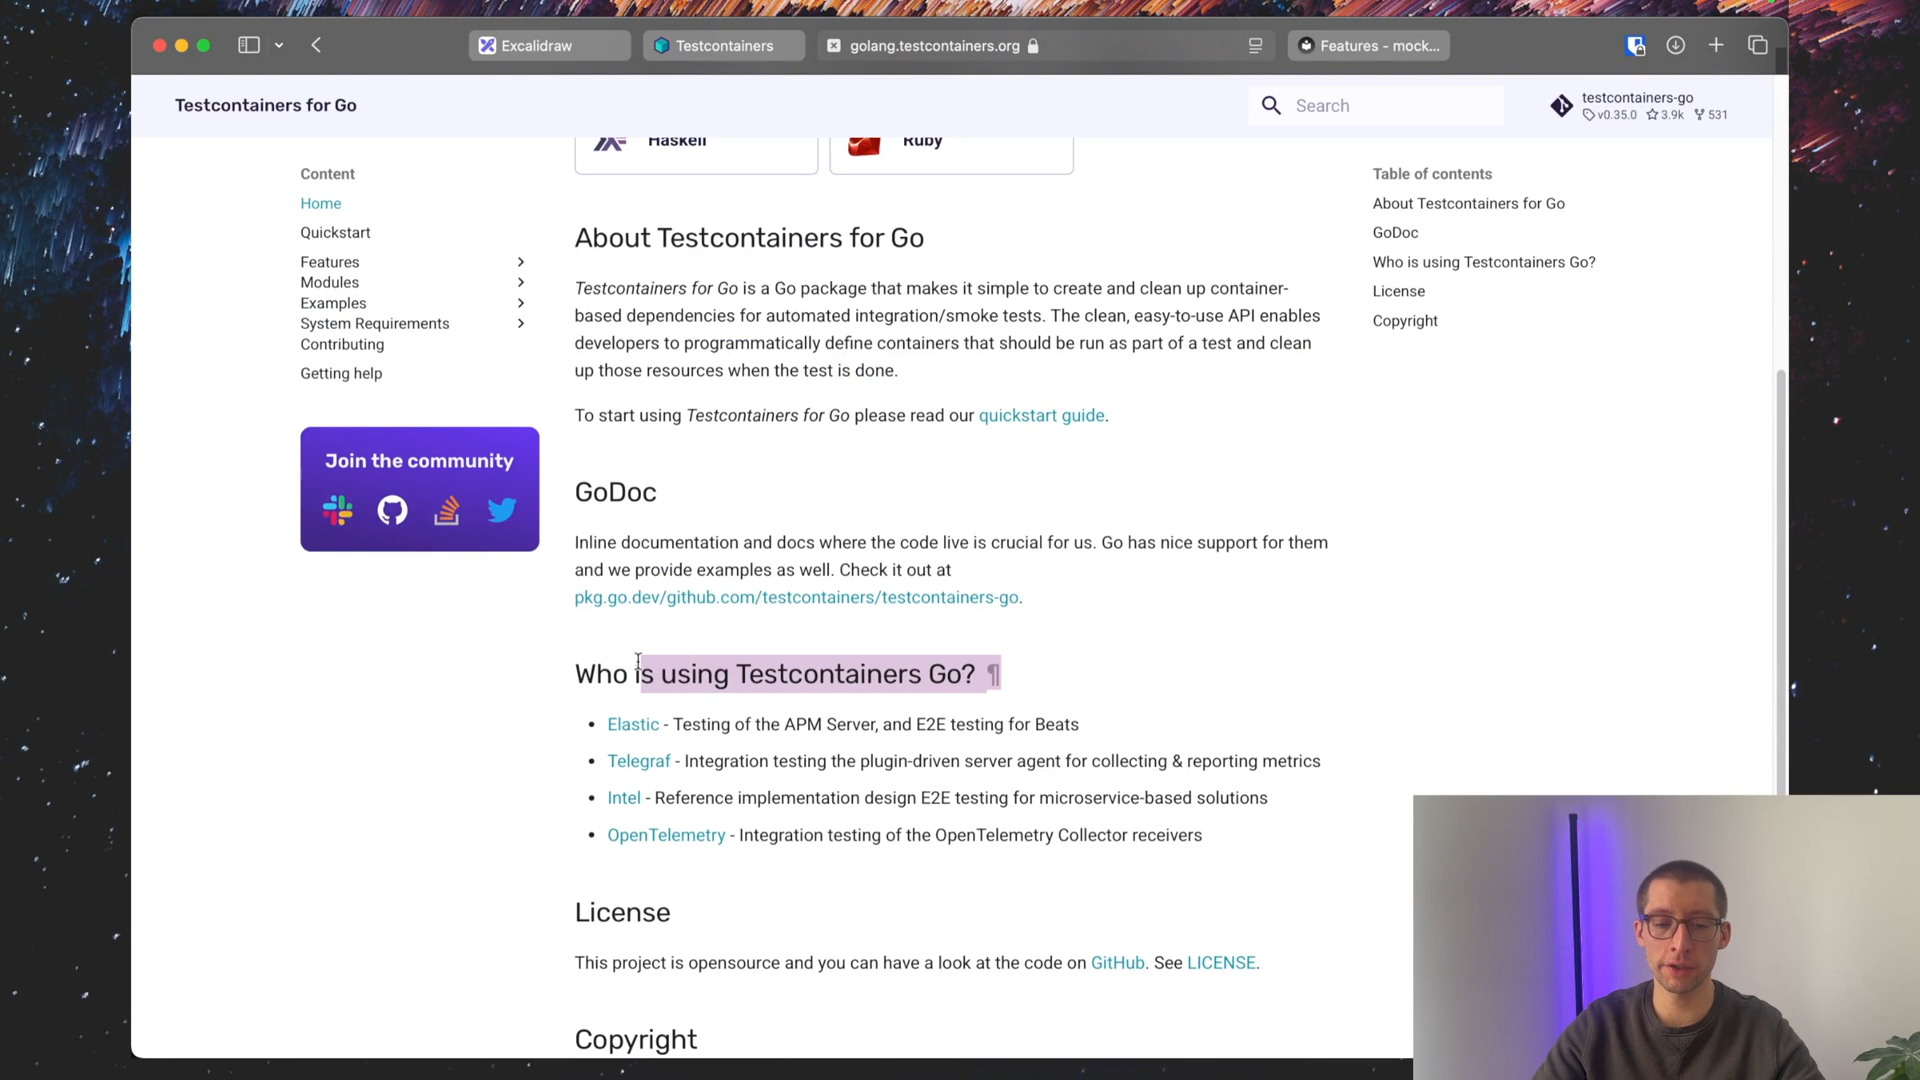 Excalidraw
Testcontainers
golang.testcontainers.org
Features - mock...
Testcontainers for Go
Search
testcontainers-go
v0.35.0 3.9k 531
Content
Home
Quickstart
Features
Modules
Examples
System Requirements
Contributing
Getting help
Join the community
Haskell
Ruby
About Testcontainers for Go
Testcontainers for Go is a Go package that makes it simple to create and clean up container-
based dependencies for automated integration/smoke tests. The clean, easy-to-use API enables
developers to programmatically define containers that should be run as part of a test and clean
up those resources when the test is done.
To start using Testcontainers for Go please read our quickstart guide.
GoDoc
Inline documentation and docs where the code live is crucial for us. Go has nice support for them
and we provide examples as well. Check it out at
pkg.go.dev/github.com/testcontainers/testcontainers-go.
Who is using Testcontainers Go? ¶
• Elastic - Testing of the APM Server, and E2E testing for Beats
• Telegraf - Integration testing the plugin-driven server agent for collecting & reporting metrics
• Intel - Reference implementation design E2E testing for microservice-based solutions
• OpenTelemetry - Integration testing of the OpenTelemetry Collector receivers
License
This project is opensource and you can have a look at the code on GitHub. See LICENSE.
Copyright
Table of contents
About Testcontainers for Go
GoDoc
Who is using Testcontainers Go?
License
Copyright